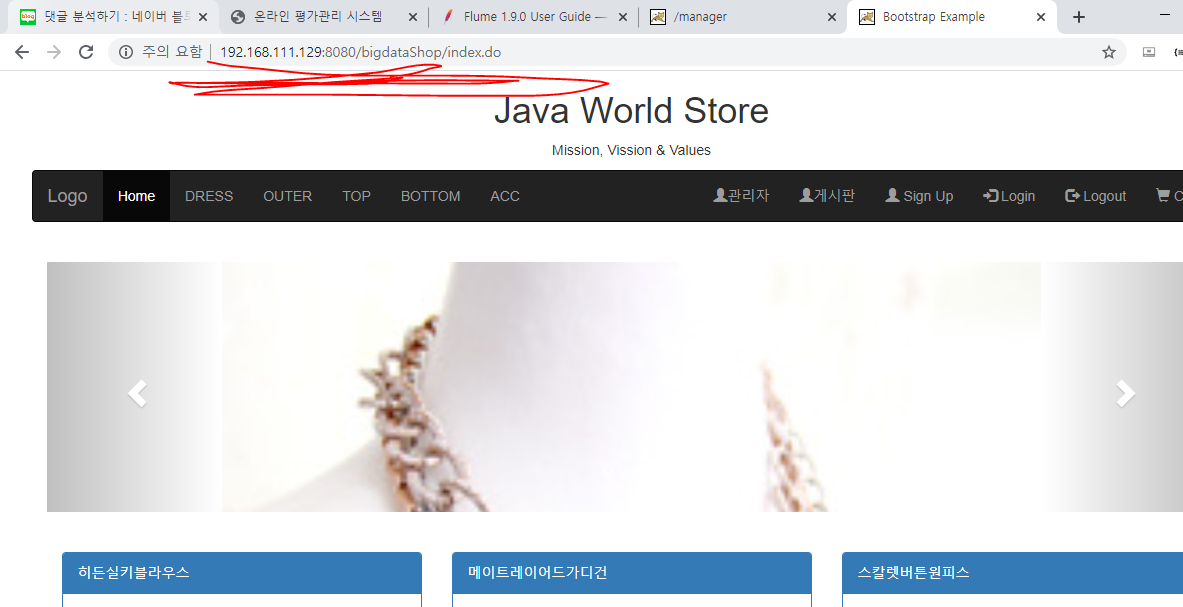 댓글 분석하기 : 네이버 블로
온라인 평가관리 시스템
Flume 1.9.0 User Guide —
/manager
Bootstrap Example
주의 요함 | 192.168.111.129:8080/bigdataShop/index.do
Java World Store
Mission, Vission & Values
Logo Home DRESS OUTER TOP BOTTOM ACC 관리자 게시판 Sign Up Login Logout C
히든실키블라우스 메이트레이어드가디건 스칼렛버튼원피스